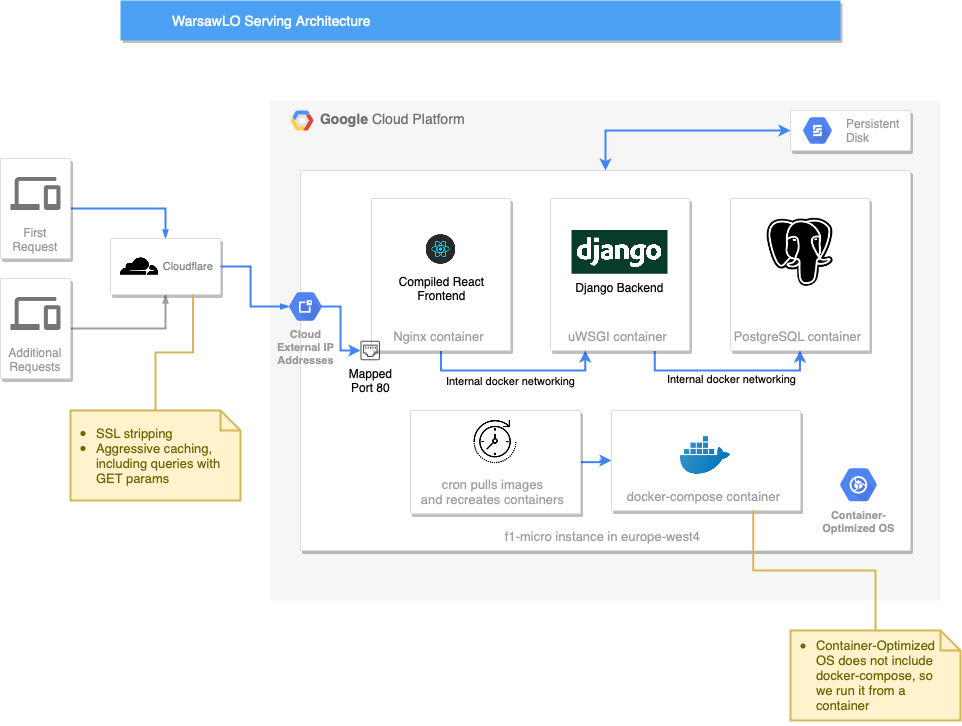 WarsawLO Serving Architecture
Google Cloud Platform
Persistent
Disk
First
Request
Cloudflare
Additional
Requests
Cloud
External IP
Addresses
Mapped
Port 80
Compiled React
Frontend
Nginx container
django
Django Backend
uWSGI container
PostgreSQL container
Internal docker networking
Internal docker networking
SSL stripping
Aggressive caching,
including queries with
GET params
cron pulls images
and recreates containers
docker-compose container
Container-
Optimized OS
f1-micro instance in europe-west4
Container-Optimized
OS does not include
docker-compose, so
we run it from a
container